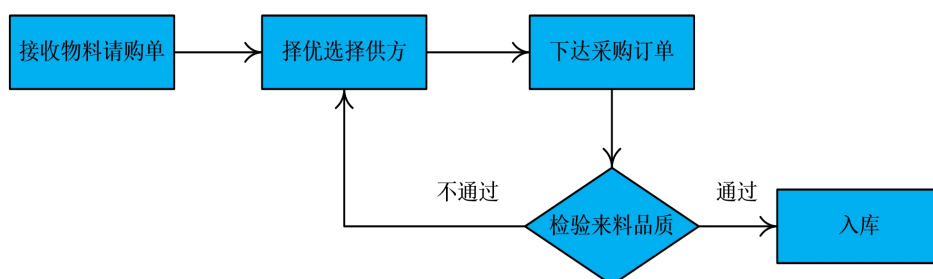 接收物料请购单
择优选择供方
下达采购订单
不通过
通过
检验来料品质
入库